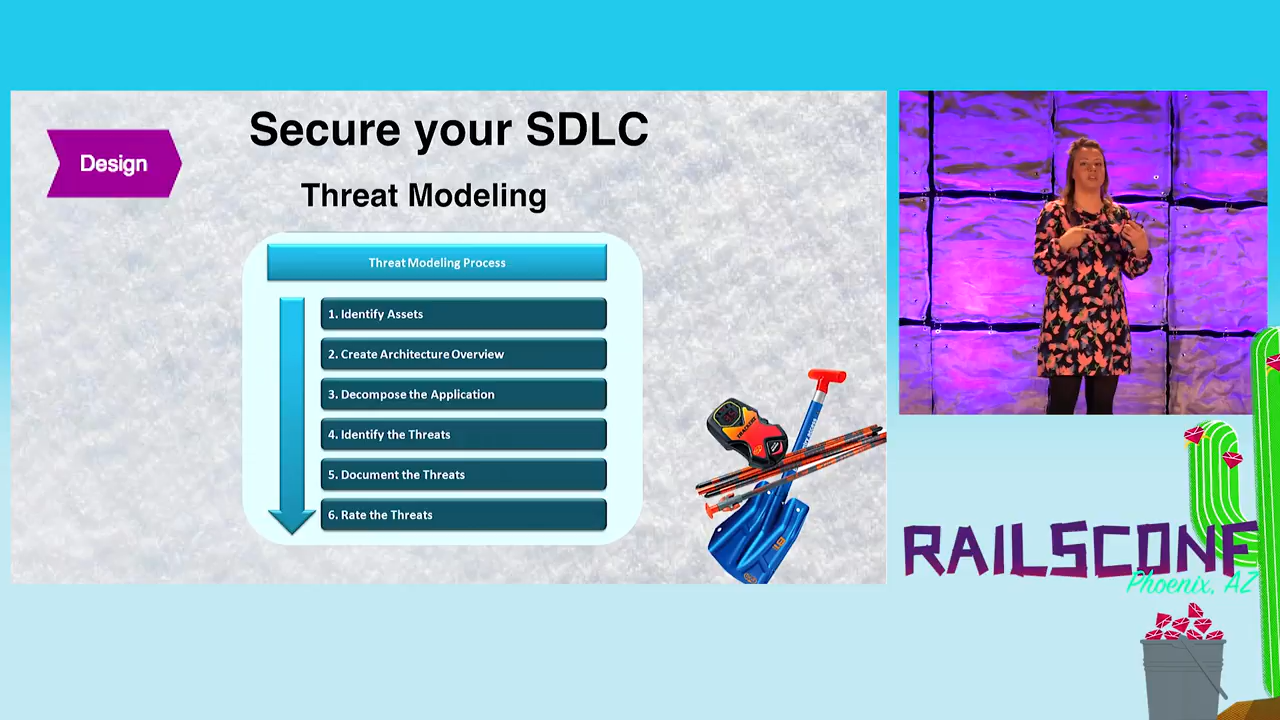 Secure your SDLC
Design
Threat Modeling
Threat Modeling Process
1. Identify Assets
2. Create Architecture Overview
3. Decompose the Application
4. Identify the Threats
5. Document the Threats
6. Rate the Threats
RAILSCONF
Phoenix, AZ